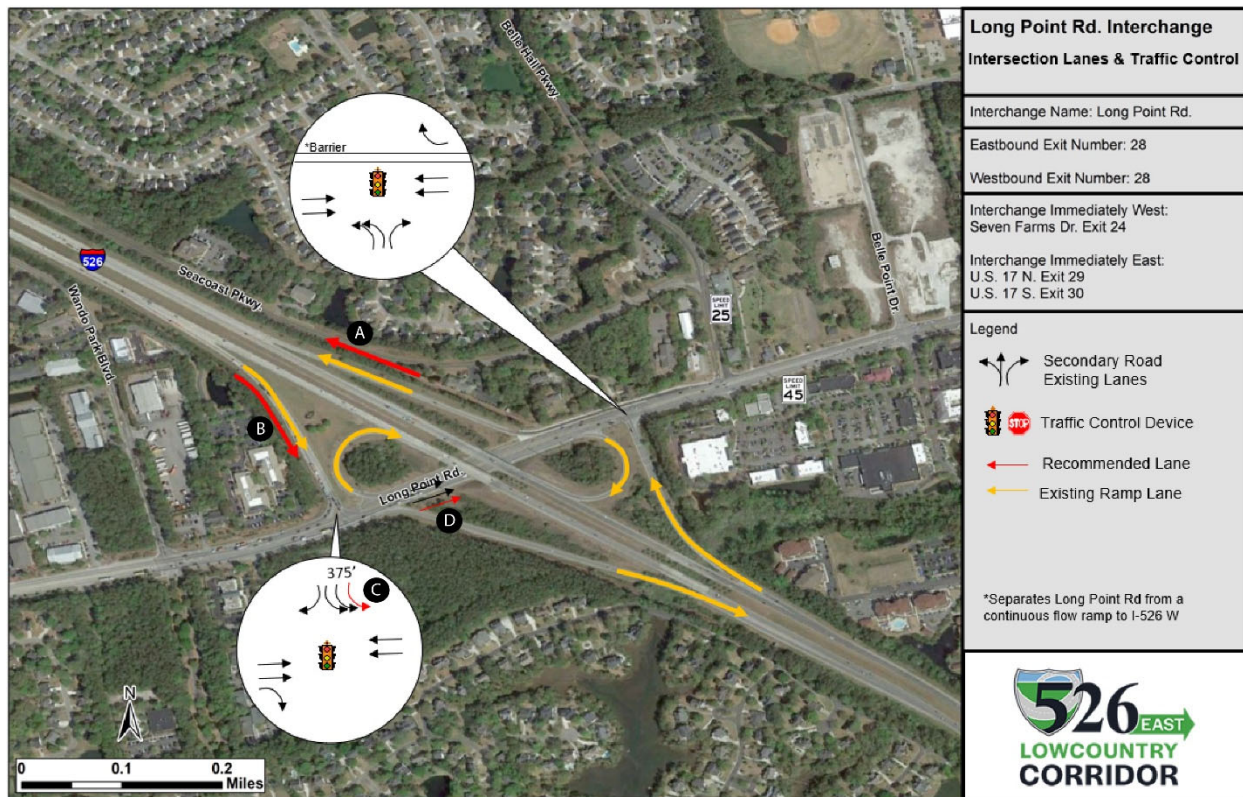 Long Point Rd. Interchange
Intersection Lanes & Traffic Control
Interchange Name: Long Point Rd.
Eastbound Exit Number: 28
Westbound Exit Number: 28
Interchange Immediately West:
Seven Farms Dr. Exit 24
Interchange Immediately East:
U.S. 17 N. Exit 29
U.S. 17 S. Exit 30
Legend
Secondary Road
Existing Lanes
STOP
Traffic Control Device
Recommended Lane
Existing Ramp Lane
*Separates Long Point Rd from a
continuous flow ramp to I-526 W
526
EAST
LOWCOUNTRY
CORRIDOR
Belle Hall Pkwy.
*Barrier
526
Seacoast Pkwy.
Wando Park Blvd.
Belle Point Dr.
SPEED
LIMIT
25
SPEED
LIMIT
45
A
B
Long Point Rd.
D
375'
C
N
0 0.1 0.2
Miles